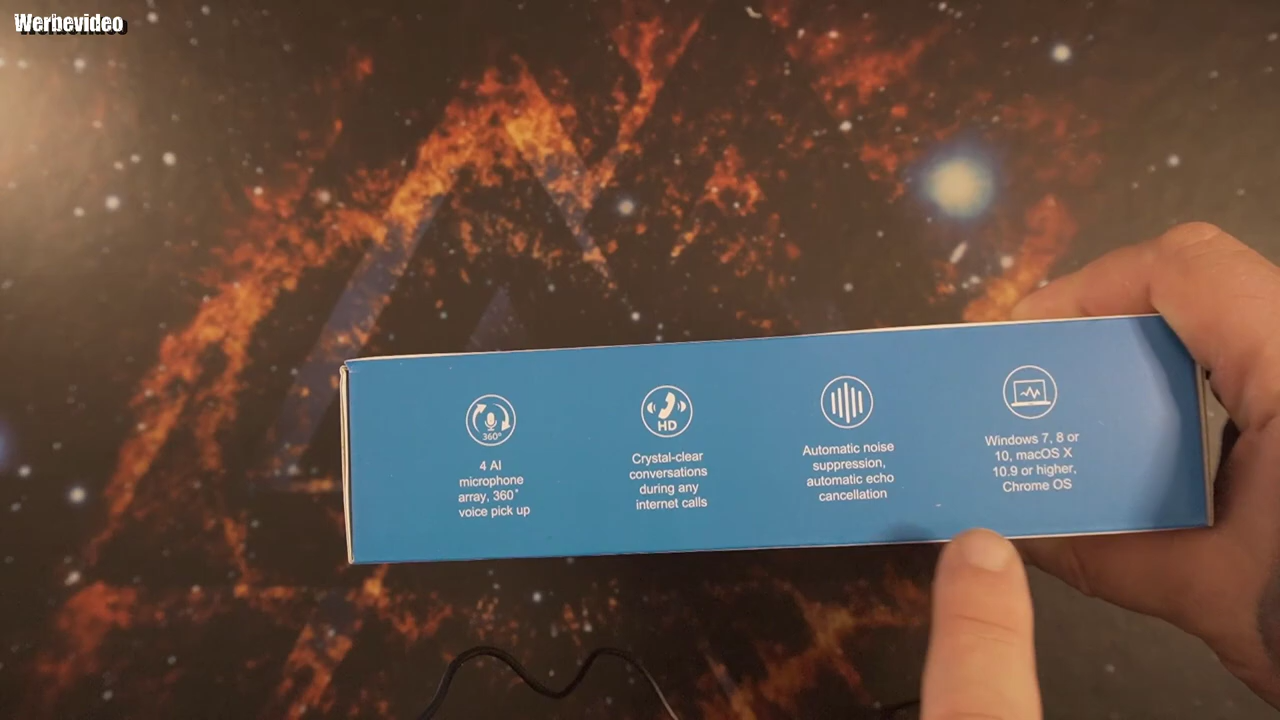 Werbevideo
360°
4 AI
microphone
array, 360°
voice pick up
HD
Crystal-clear
conversations
during any
internet calls
Automatic noise
suppression,
automatic echo
cancellation
Windows 7, 8 or
10, macOS X
10.9 or higher,
Chrome OS